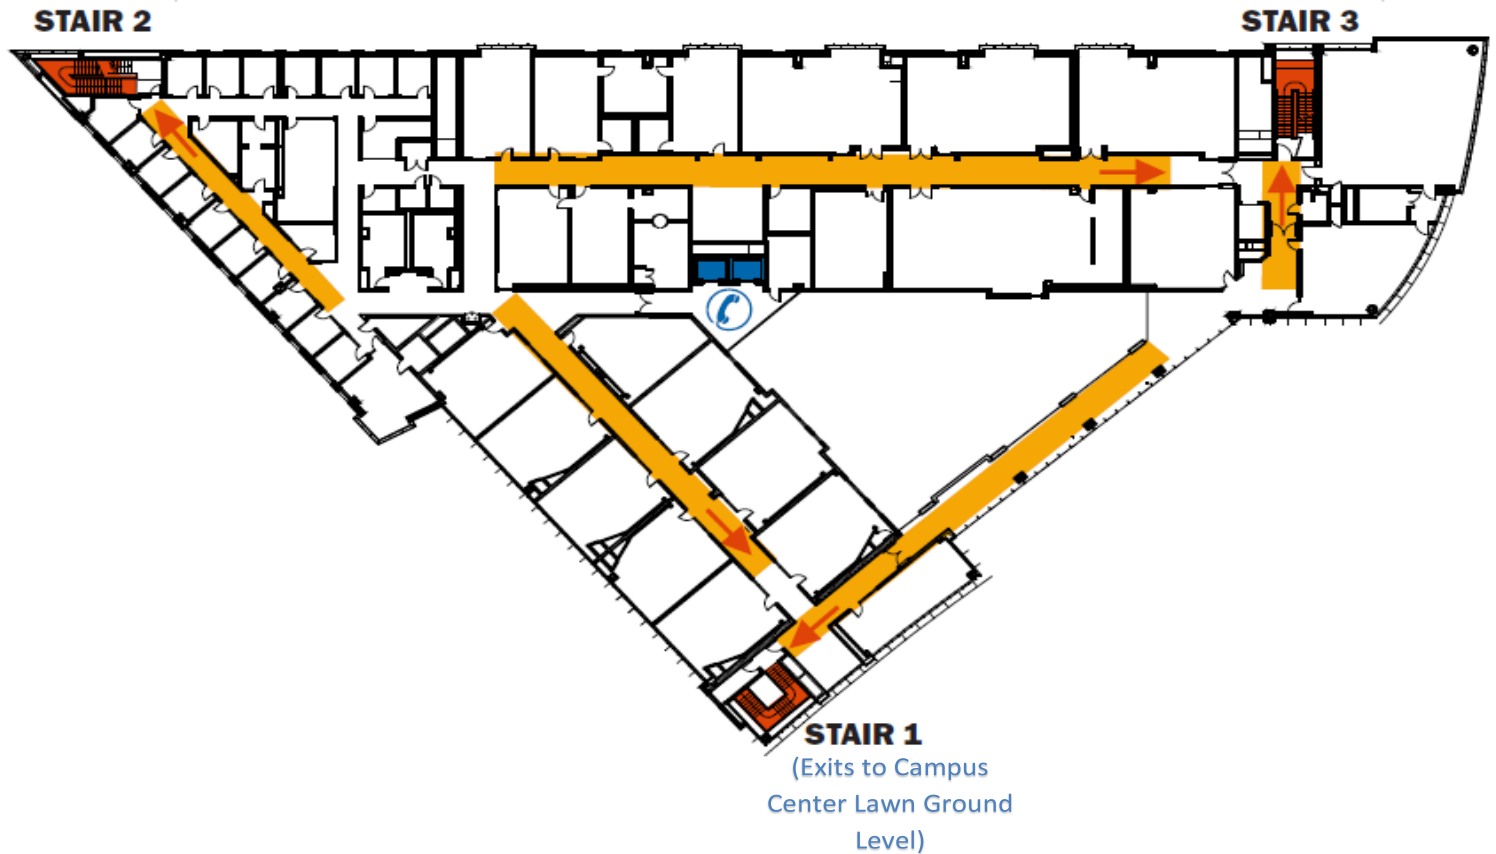 STAIR 2
STAIR 3
STAIR 1
(Exits to Campus
Center Lawn Ground
Level)